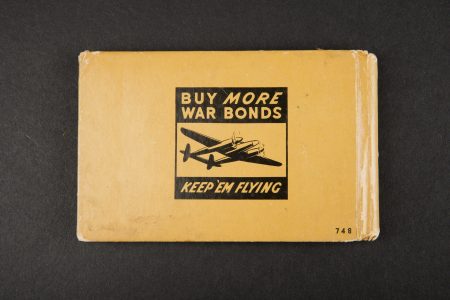 BUY MORE
WAR BONDS
KEEP 'EM FLYING
748